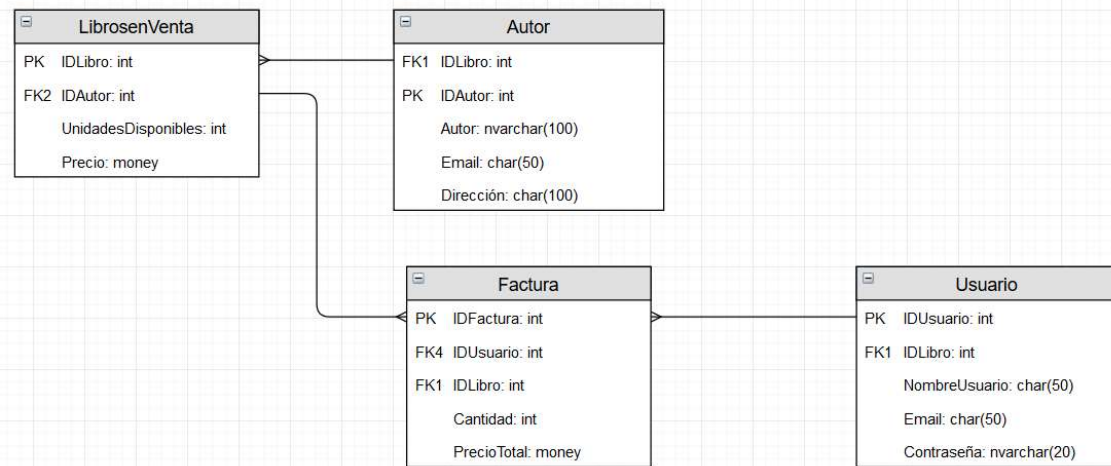 LibrosenVenta
PK IDLibro: int
FK2 IDAutor: int
UnidadesDisponibles: int
Precio: money
Autor
FK1 IDLibro: int
PK IDAutor: int
Autor: nvarchar(100)
Email: char(50)
Dirección: char(100)
Factura
PK IDFactura: int
FK4 IDUsuario: int
FK1 IDLibro: int
Cantidad: int
PrecioTotal: money
Usuario
PK IDUsuario: int
FK1 IDLibro: int
NombreUsuario: char(50)
Email: char(50)
Contraseña: nvarchar(20)